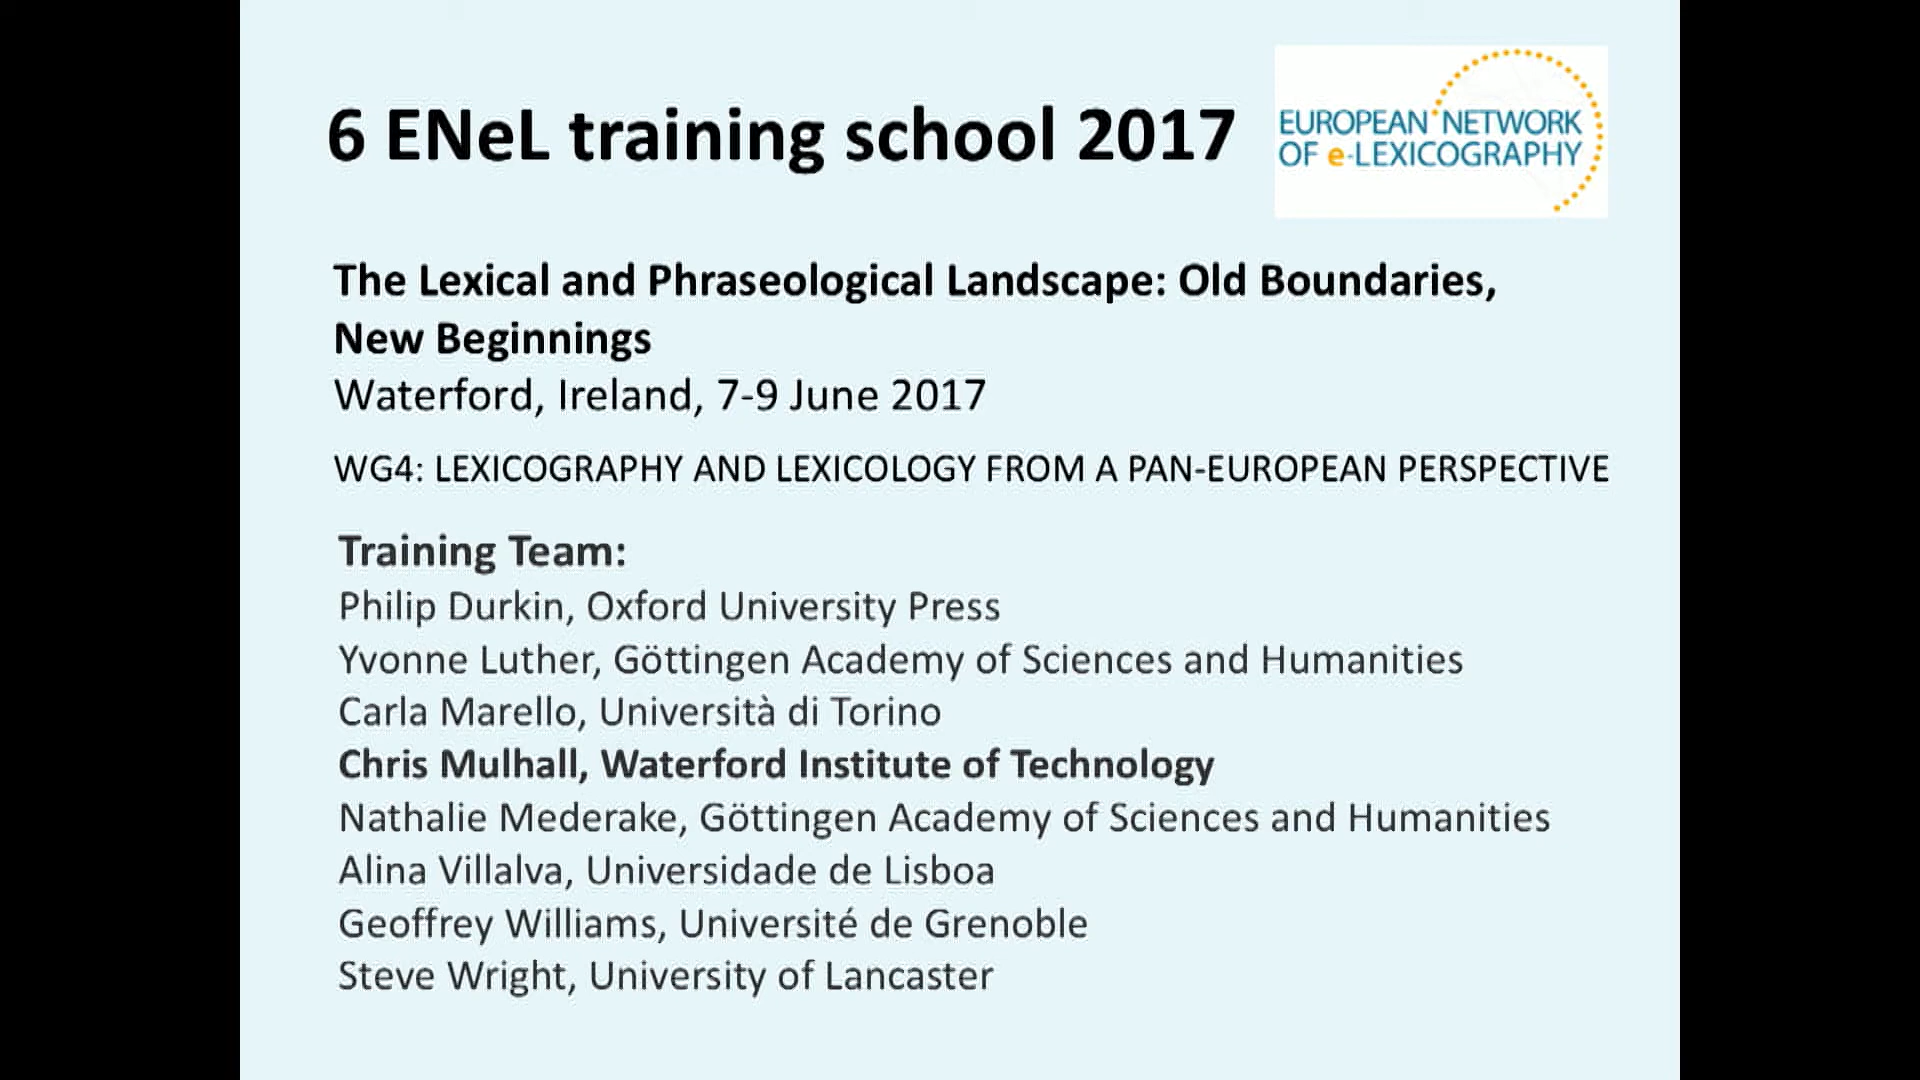 6 ENeL training school 2017
EUROPEAN NETWORK
OF e-LEXICOGRAPHY
The Lexical and Phraseological Landscape: Old Boundaries,
New Beginnings
Waterford, Ireland, 7-9 June 2017
WG4: LEXICOGRAPHY AND LEXICOLOGY FROM A PAN-EUROPEAN PERSPECTIVE
Training Team:
Philip Durkin, Oxford University Press
Yvonne Luther, Göttingen Academy of Sciences and Humanities
Carla Marello, Università di Torino
Chris Mulhall, Waterford Institute of Technology
Nathalie Mederake, Göttingen Academy of Sciences and Humanities
Alina Villalva, Universidade de Lisboa
Geoffrey Williams, Université de Grenoble
Steve Wright, University of Lancaster